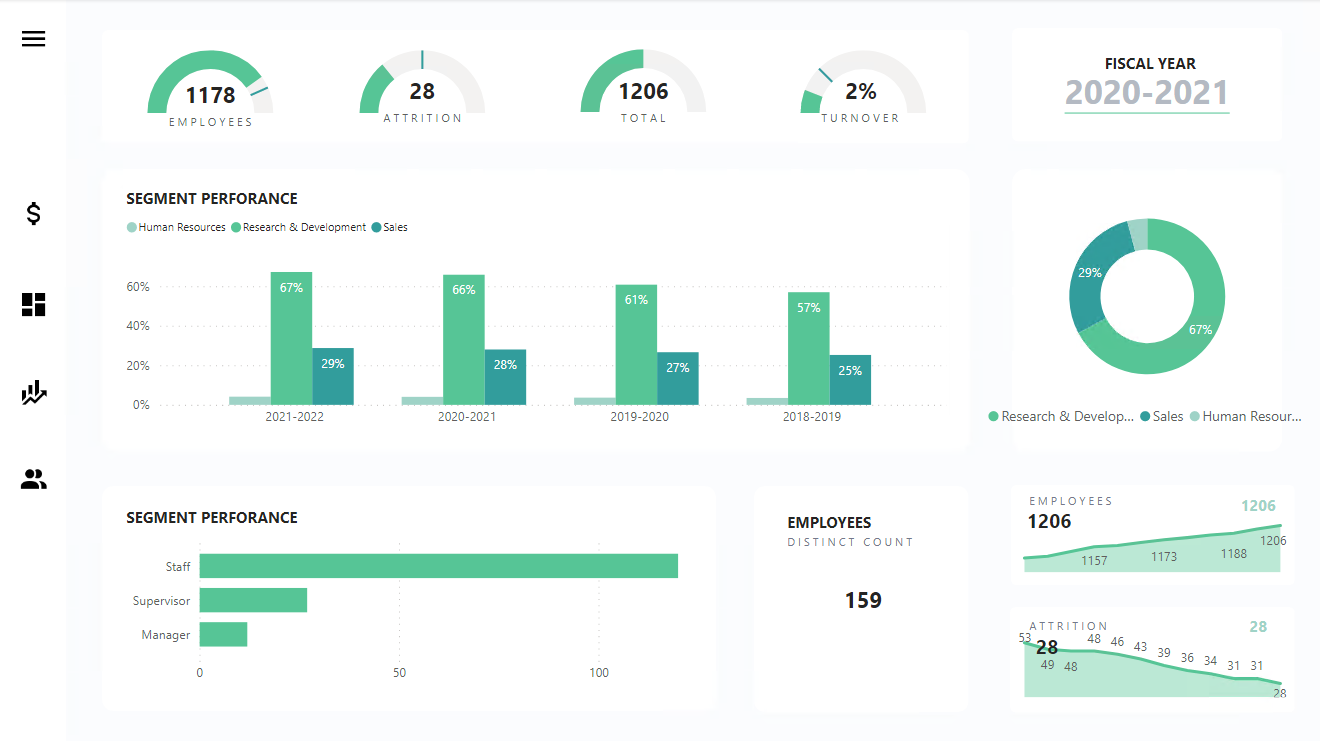 1178
EMPLOYEES
28
ATTRITION
1206
TOTAL
2%
TURNOVER
FISCAL YEAR
2020-2021
SEGMENT PERFORANCE
Human Resources Research & Development Sales
60%
40%
20%
0%
67%
29%
66%
28%
61%
27%
57%
25%
2021-2022 2020-2021 2019-2020 2018-2019
29%
67%
Research & Develop... Sales Human Resour...
SEGMENT PERFORANCE
Staff
Supervisor
Manager
0 50 100
EMPLOYEES
DISTINCT COUNT
159
EMPLOYEES
1206
1206
1157 1173 1188 1206
ATTRITION
28
28
53 49 48 48 46 43 39 36 34 31 31 28